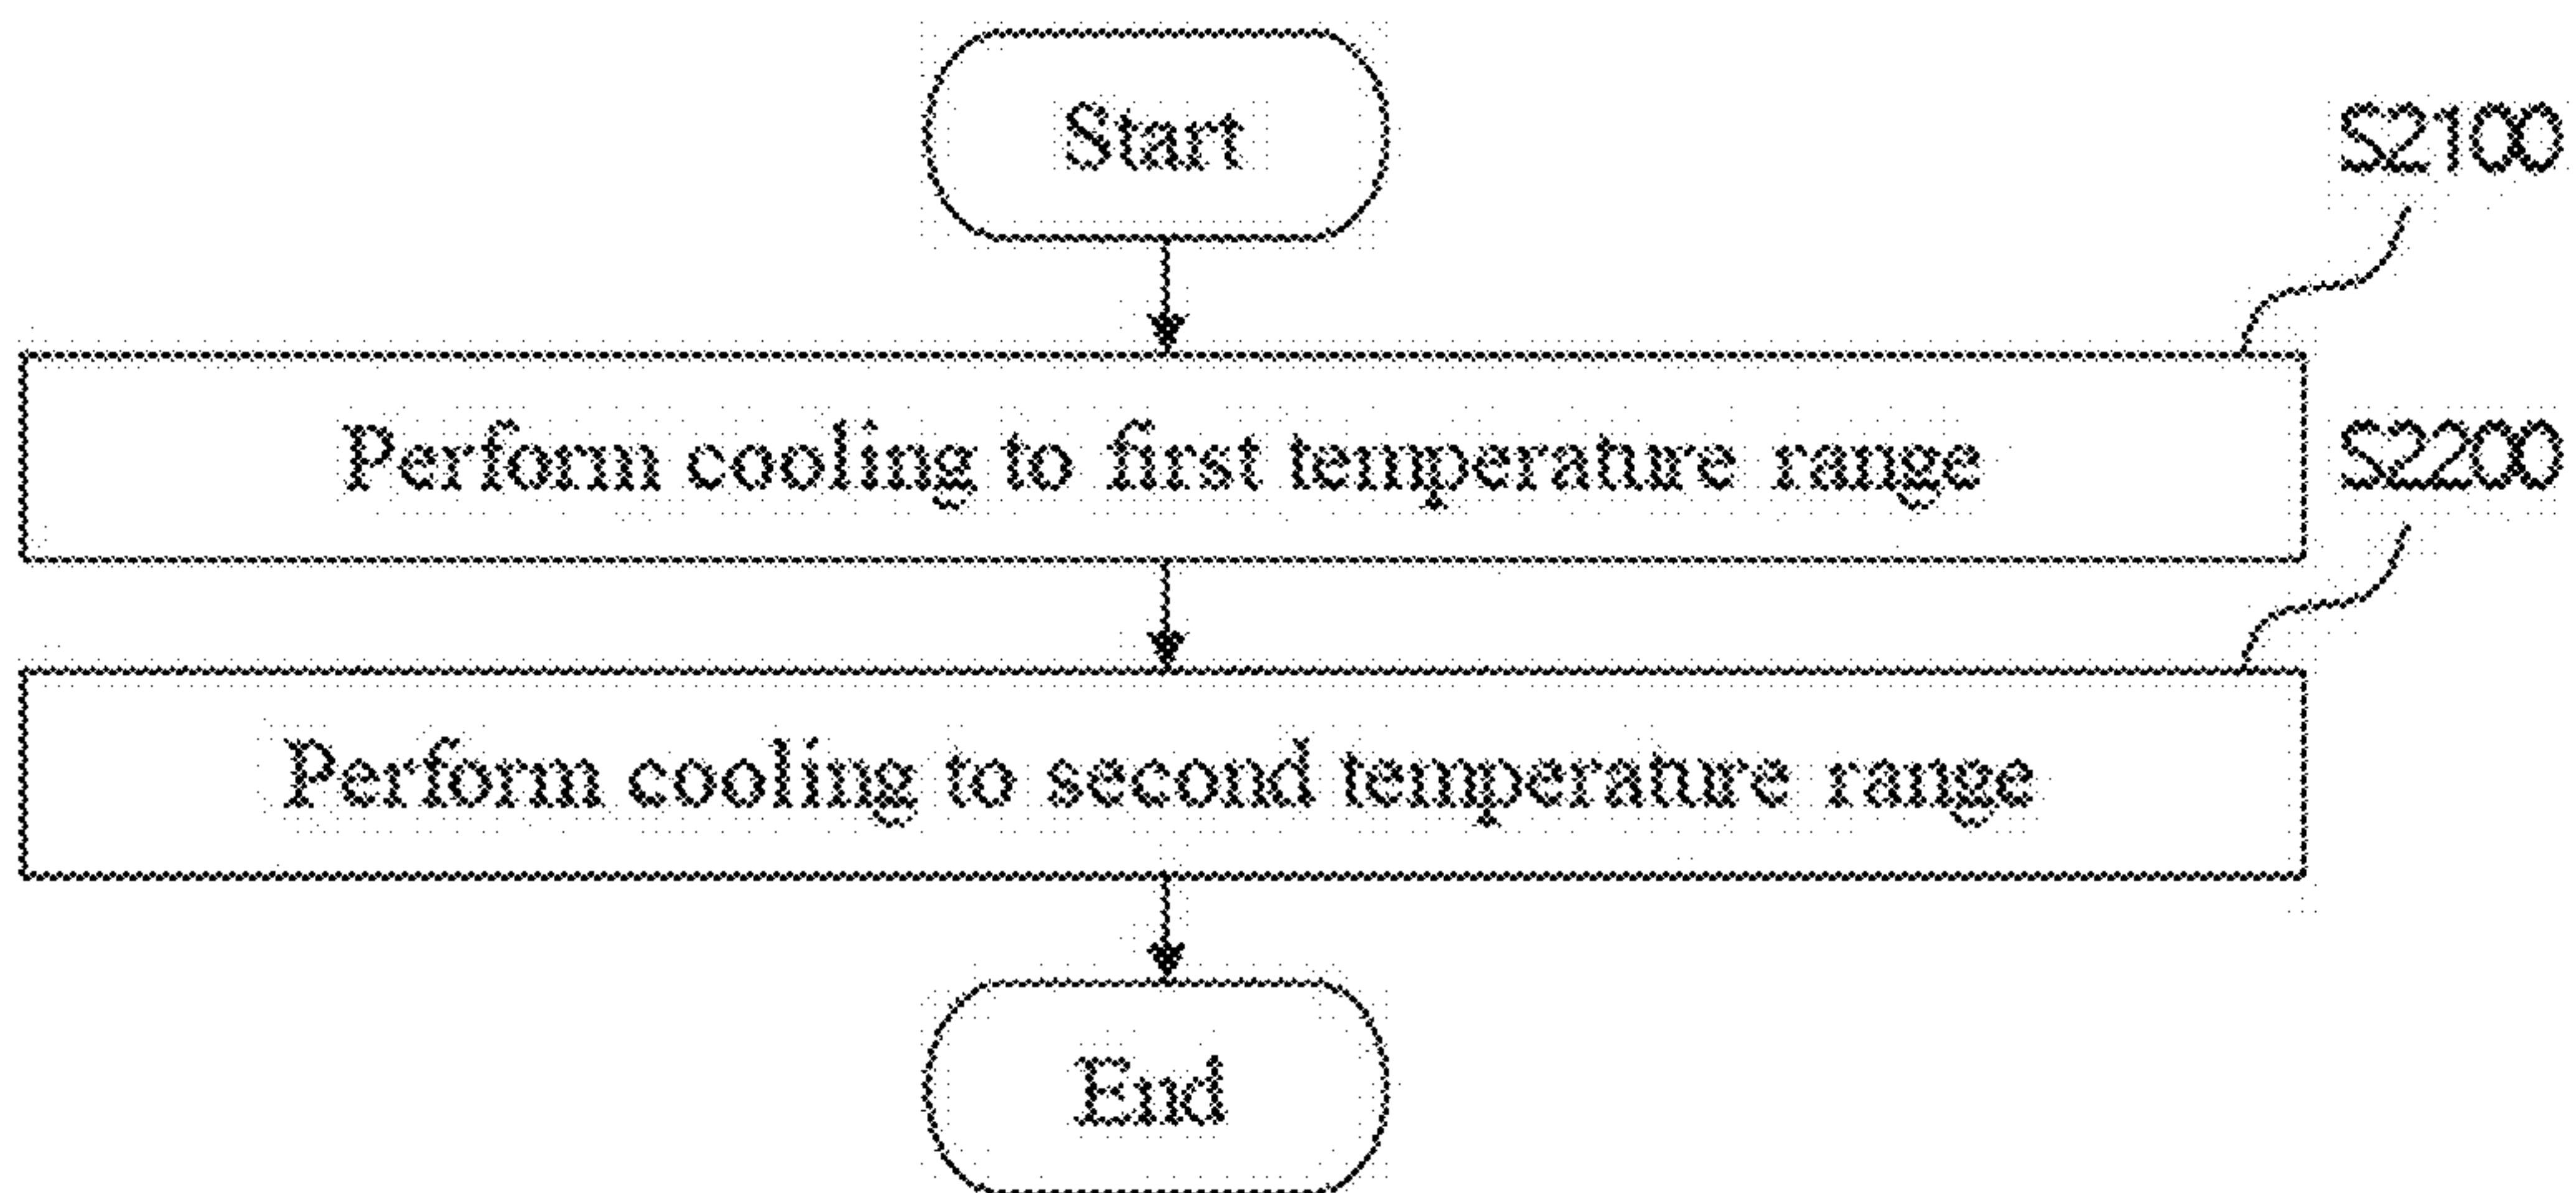 Start
S2100
Perform cooling to first temperature range
S2200
Perform cooling to second temperature range
End